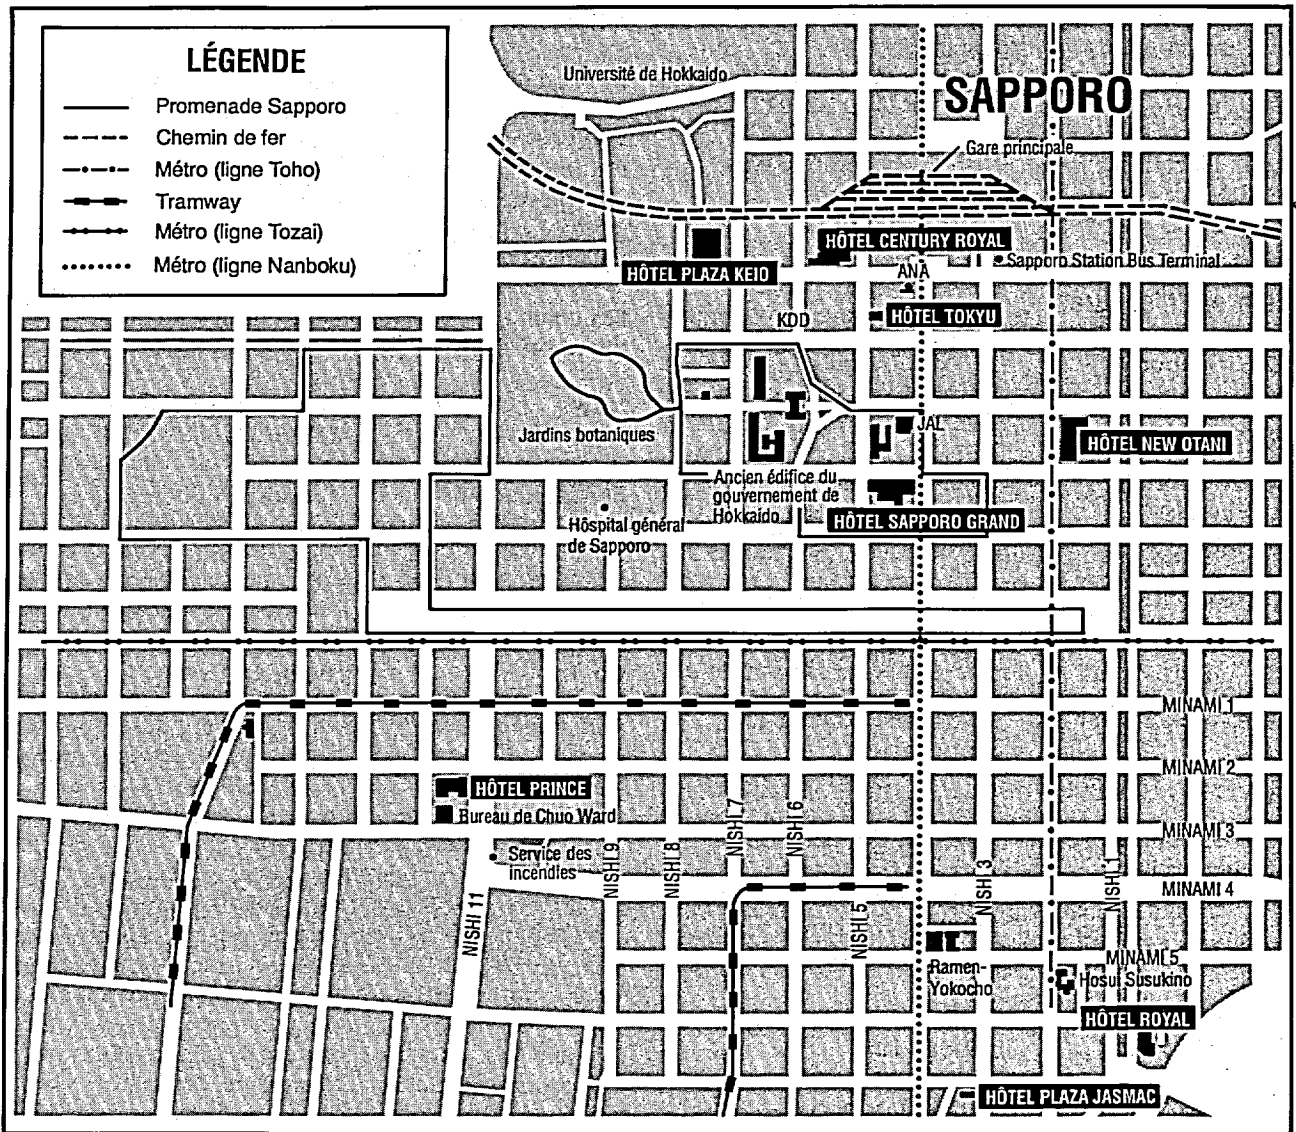 LÉGENDE
Promenade Sapporo
Chemin de fer
Métro (ligne Toho)
Tramway
Métro (ligne Tozai)
Métro (ligne Nanboku)
Université de Hokkaido
SAPPORO
Gare principale
HÔTEL CENTURY ROYAL
Sapporo Station Bus Terminal
HÔTEL PLAZA KEIO
ANA
KDD
HÔTEL TOKYU
Jardins botaniques
JAL
HÔTEL NEW OTANI
Ancien édifice du
gouvernement de
Hokkaido
HÔTEL SAPPORO GRAND
Hôspital général
de Sapporo
MINAMI 1
MINAMI 2
HÔTEL PRINCE
Bureau de Chuo Ward
NISHI 7
NISHI 6
MINAMI 3
Service des
incendies
NISHI 9
NISHI 8
NISHI 3
NISHI 1
MINAMI 4
NISHI 11
NISHI 5
Ramen-
Yokocho
MINAMI 5
Hosui Susukino
HÔTEL ROYAL
HÔTEL PLAZA JASMAC